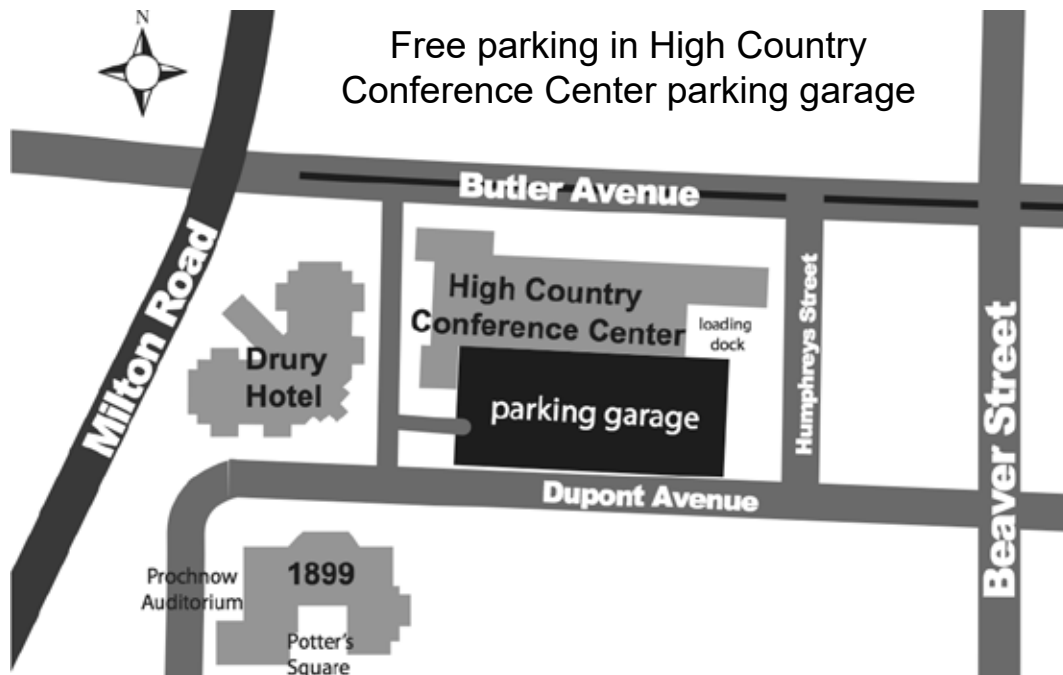 N
Free parking in High Country
Conference Center parking garage
Butler Avenue
Milton Road
High Country
Conference Center
loading
dock
Humphreys Street
Beaver Street
Drury
Hotel
parking garage
Dupont Avenue
1899
Prochnow
Auditorium
Potter's
Square